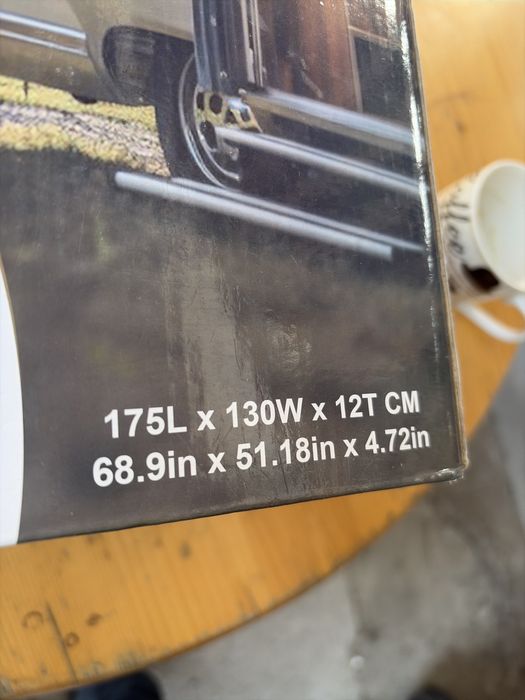 175L x 130W x 12T CM
68.9in x 51.18in x 4.72in